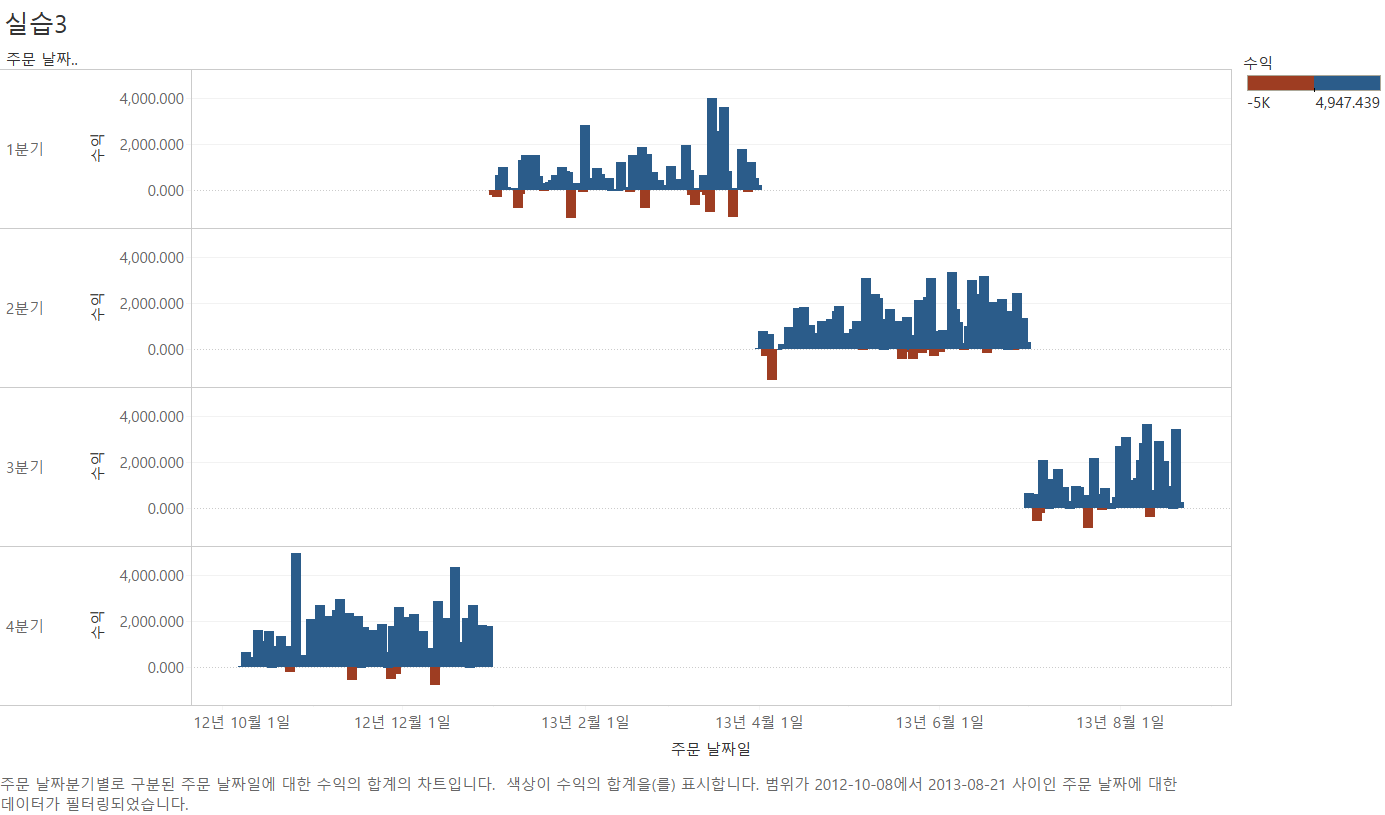 실습3
주문 날짜..
수익
-5K 4,947.439
1분기
수익
4,000.000
2,000.000
0.000
2분기
수익
4,000.000
2,000.000
0.000
3분기
수익
4,000.000
2,000.000
0.000
4분기
수익
4,000.000
2,000.000
0.000
12년 10월 1일 12년 12월 1일 13년 2월 1일 13년 4월 1일 13년 6월 1일 13년 8월 1일
주문 날짜일
주문 날짜분기별로 구분된 주문 날짜일에 대한 수익의 합계의 차트입니다.  색상이 수익의 합계을(를) 표시합니다. 범위가 2012-10-08에서 2013-08-21 사이인 주문 날짜에 대한
데이터가 필터링되었습니다.